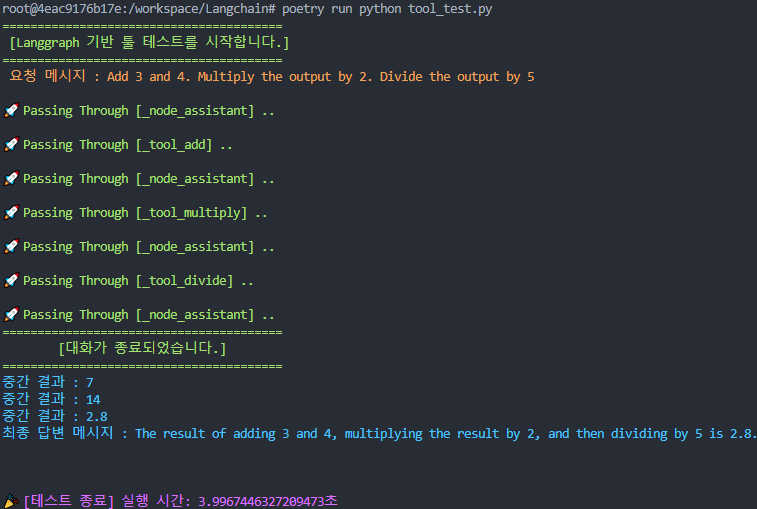 root@4eac9176b17e:/workspace/Langchain# poetry run python tool_test.py
========================================
[Langgraph 기반 툴 테스트를 시작합니다.]
========================================
요청 메시지 : Add 3 and 4. Multiply the output by 2. Divide the output by 5
🚀 Passing Through [_node_assistant] ..
🚀 Passing Through [_tool_add] ..
🚀 Passing Through [_node_assistant] ..
🚀 Passing Through [_tool_multiply] ..
🚀 Passing Through [_node_assistant] ..
🚀 Passing Through [_tool_divide] ..
🚀 Passing Through [_node_assistant] ..
========================================
[대화가 종료되었습니다.]
========================================
중간 결과 : 7
중간 결과 : 14
중간 결과 : 2.8
최종 답변 메시지 : The result of adding 3 and 4, multiplying the result by 2, and then dividing by 5 is 2.8.
🎉 [테스트 종료] 실행 시간: 3.9967446327209473초